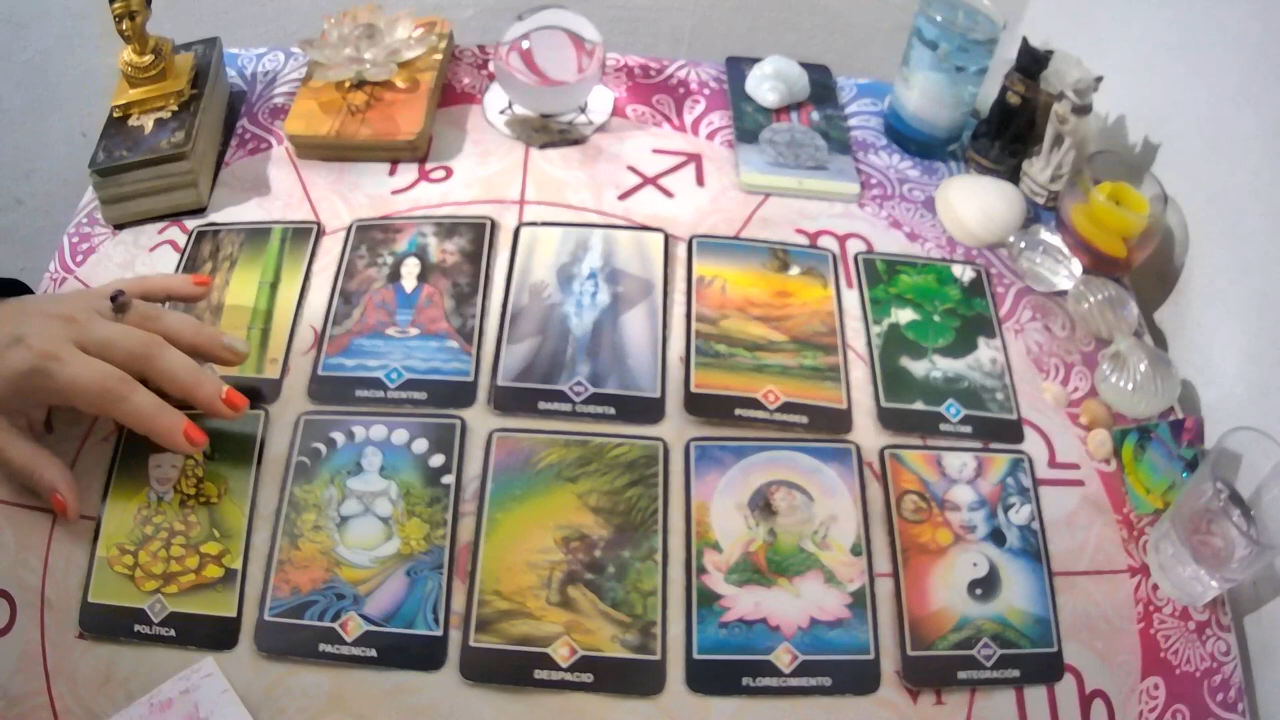 HACIA DENTRO
DARSE CUENTA
POSIBILIDADES
SOLTAR
POLÍTICA
PACIENCIA
DESPACIO
FLORECIMIENTO
INTEGRACIÓN